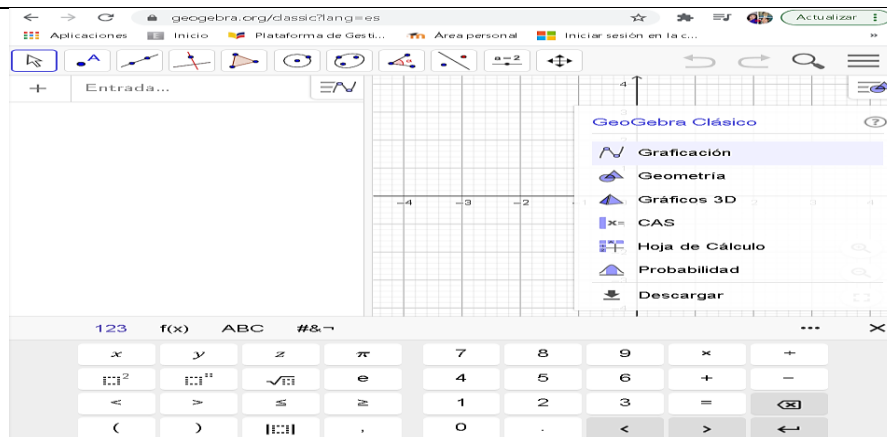 geogebra.org/classic?lang=es Actualizar
Aplicaciones Inicio Plataforma de Gesti... Área personal Iniciar sesión en la c... »
A α a=2
+ Entrada...
4
GeoGebra Clásico ?
Graficación
Geometría
Gráficos 3D
-4 -3 -2
x= CAS
Hoja de Cálculo
Probabilidad
Descargar
123 f(x) ABC #&¬ ... ×
x y z π 7 8 9 × ÷
2 √ e 4 5 6 + −
< > ≤ ≥ 1 2 3 =
( ) , 0 . < >